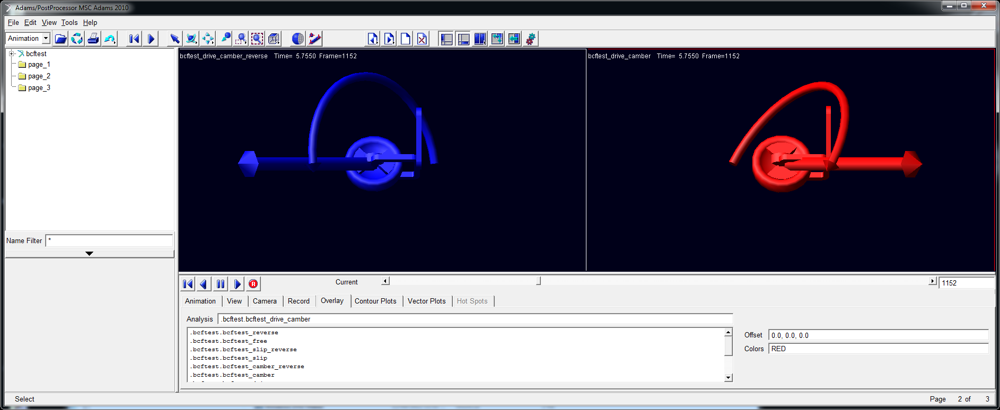 Adams/PostProcessor MSC Adams 2010
File Edit View Tools Help
Animation
bcftest
page_1
page_2
page_3
Name Filter *
bcftest_drive_camber_reverse Time= 5.7550 Frame=1152
bcftest_drive_camber Time= 5.7550 Frame=1152
R
Current
1152
Animation View Camera Record Overlay Contour Plots Vector Plots Hot Spots
Analysis .bcftest.bcftest_drive_camber
.bcftest.bcftest_reverse
.bcftest.bcftest_free
.bcftest.bcftest_slip_reverse
.bcftest.bcftest_slip
.bcftest.bcftest_camber_reverse
.bcftest.bcftest_camber
Offset 0.0, 0.0, 0.0
Colors RED
Select
Page 2 of 3